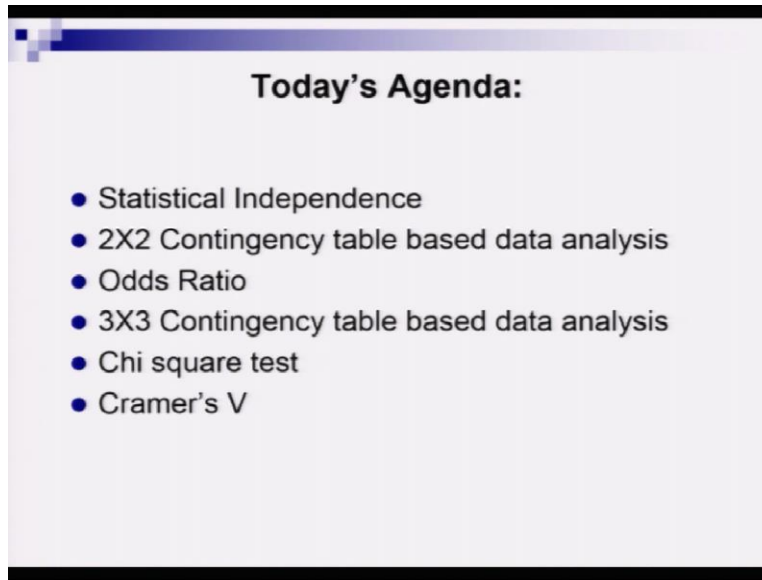 Today's Agenda:
Statistical Independence
2X2 Contingency table based data analysis
Odds Ratio
3X3 Contingency table based data analysis
Chi square test
Cramer's V